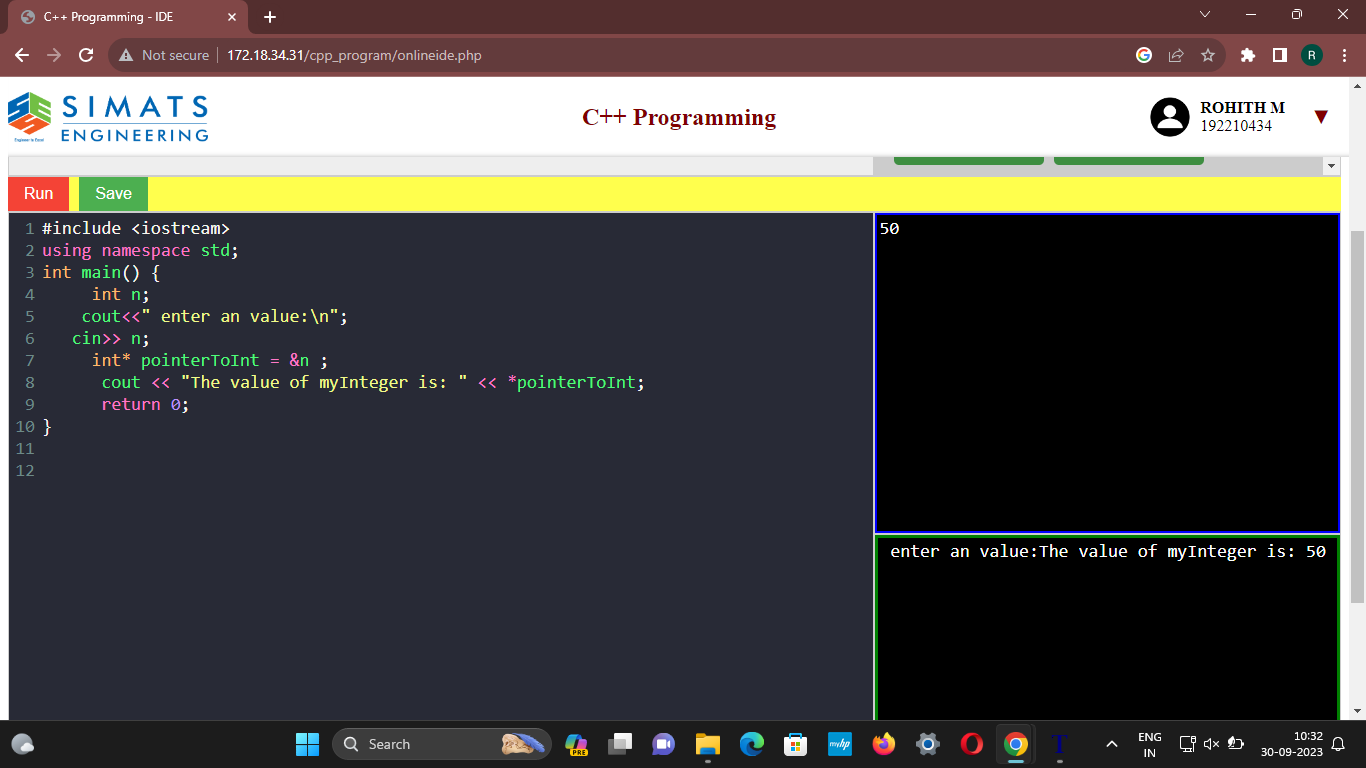 C++ Programming - IDE
Not secure
172.18.34.31/cpp_program/onlineide.php
R
SIMATS
ENGINEERING
Engineer to Excel
C++ Programming
ROHITH M
192210434
Run
Save
1 #include <iostream>
2 using namespace std;
3 int main() {
4 int n;
5 cout<<" enter an value:\n";
6 cin>> n;
7 int* pointerToInt = &n ;
8 cout << "The value of myInteger is: " << *pointerToInt;
9 return 0;
10 }
11
12
50
enter an value:The value of myInteger is: 50
Search
PRE
myhp
T
ENG
IN
10:32
30-09-2023